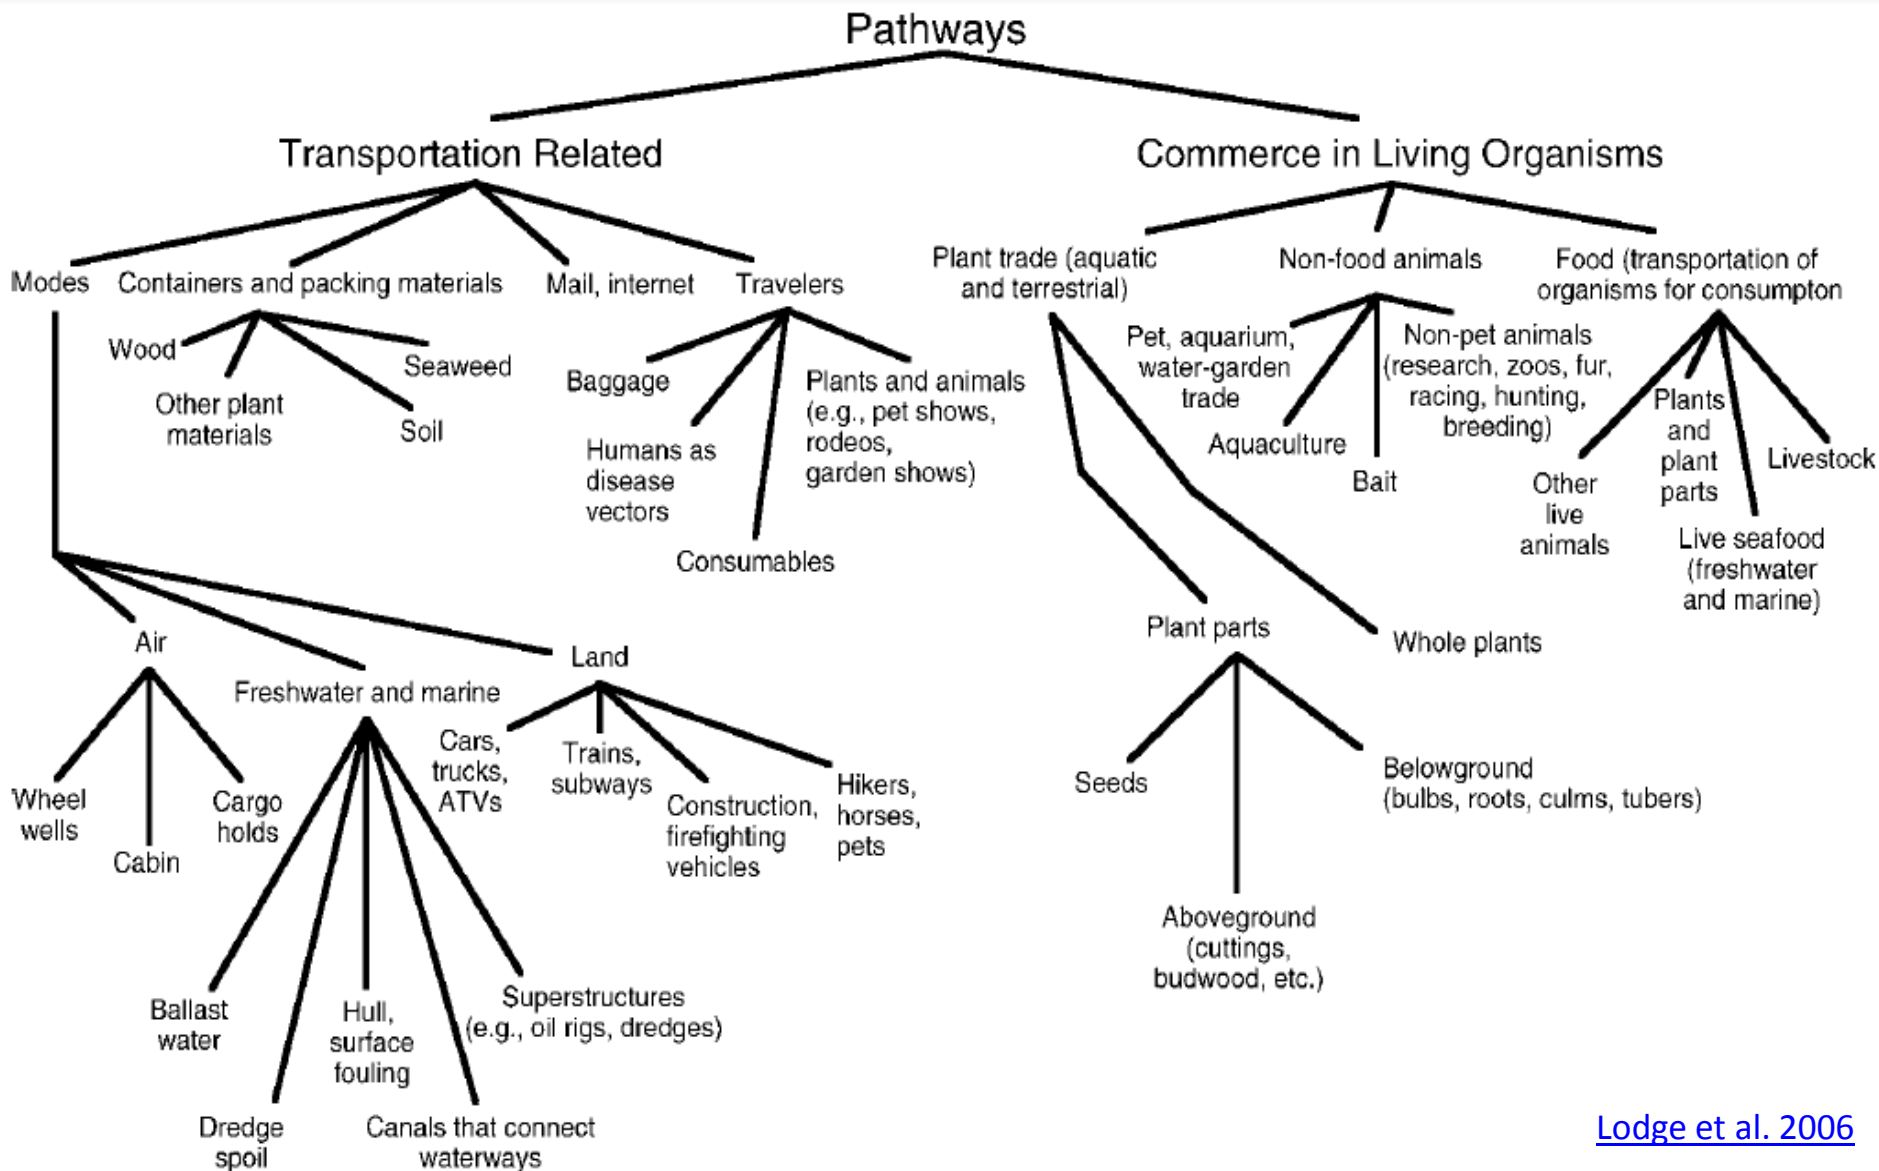 Pathways
Transportation Related
Commerce in Living Organisms
Modes
Containers and packing materials
Mail, internet
Travelers
Plant trade (aquatic
and terrestrial)
Non-food animals
Food (transportation of
organisms for consumpton
Wood
Other plant
materials
Soil
Seaweed
Baggage
Humans as
disease
vectors
Consumables
Plants and animals
(e.g., pet shows,
rodeos,
garden shows)
Pet, aquarium,
water-garden
trade
Aquaculture
Bait
Non-pet animals
(research, zoos, fur,
racing, hunting,
breeding)
Other
live
animals
Plants
and
plant
parts
Live seafood
(freshwater
and marine)
Livestock
Air
Freshwater and marine
Land
Plant parts
Whole plants
Wheel
wells
Cabin
Cargo
holds
Cars,
trucks,
ATVs
Trains,
subways
Construction,
firefighting
vehicles
Hikers,
horses,
pets
Seeds
Aboveground
(cuttings,
budwood, etc.)
Belowground
(bulbs, roots, culms, tubers)
Ballast
water
Dredge
spoil
Hull,
surface
fouling
Canals that connect
waterways
Superstructures
(e.g., oil rigs, dredges)
Lodge et al. 2006